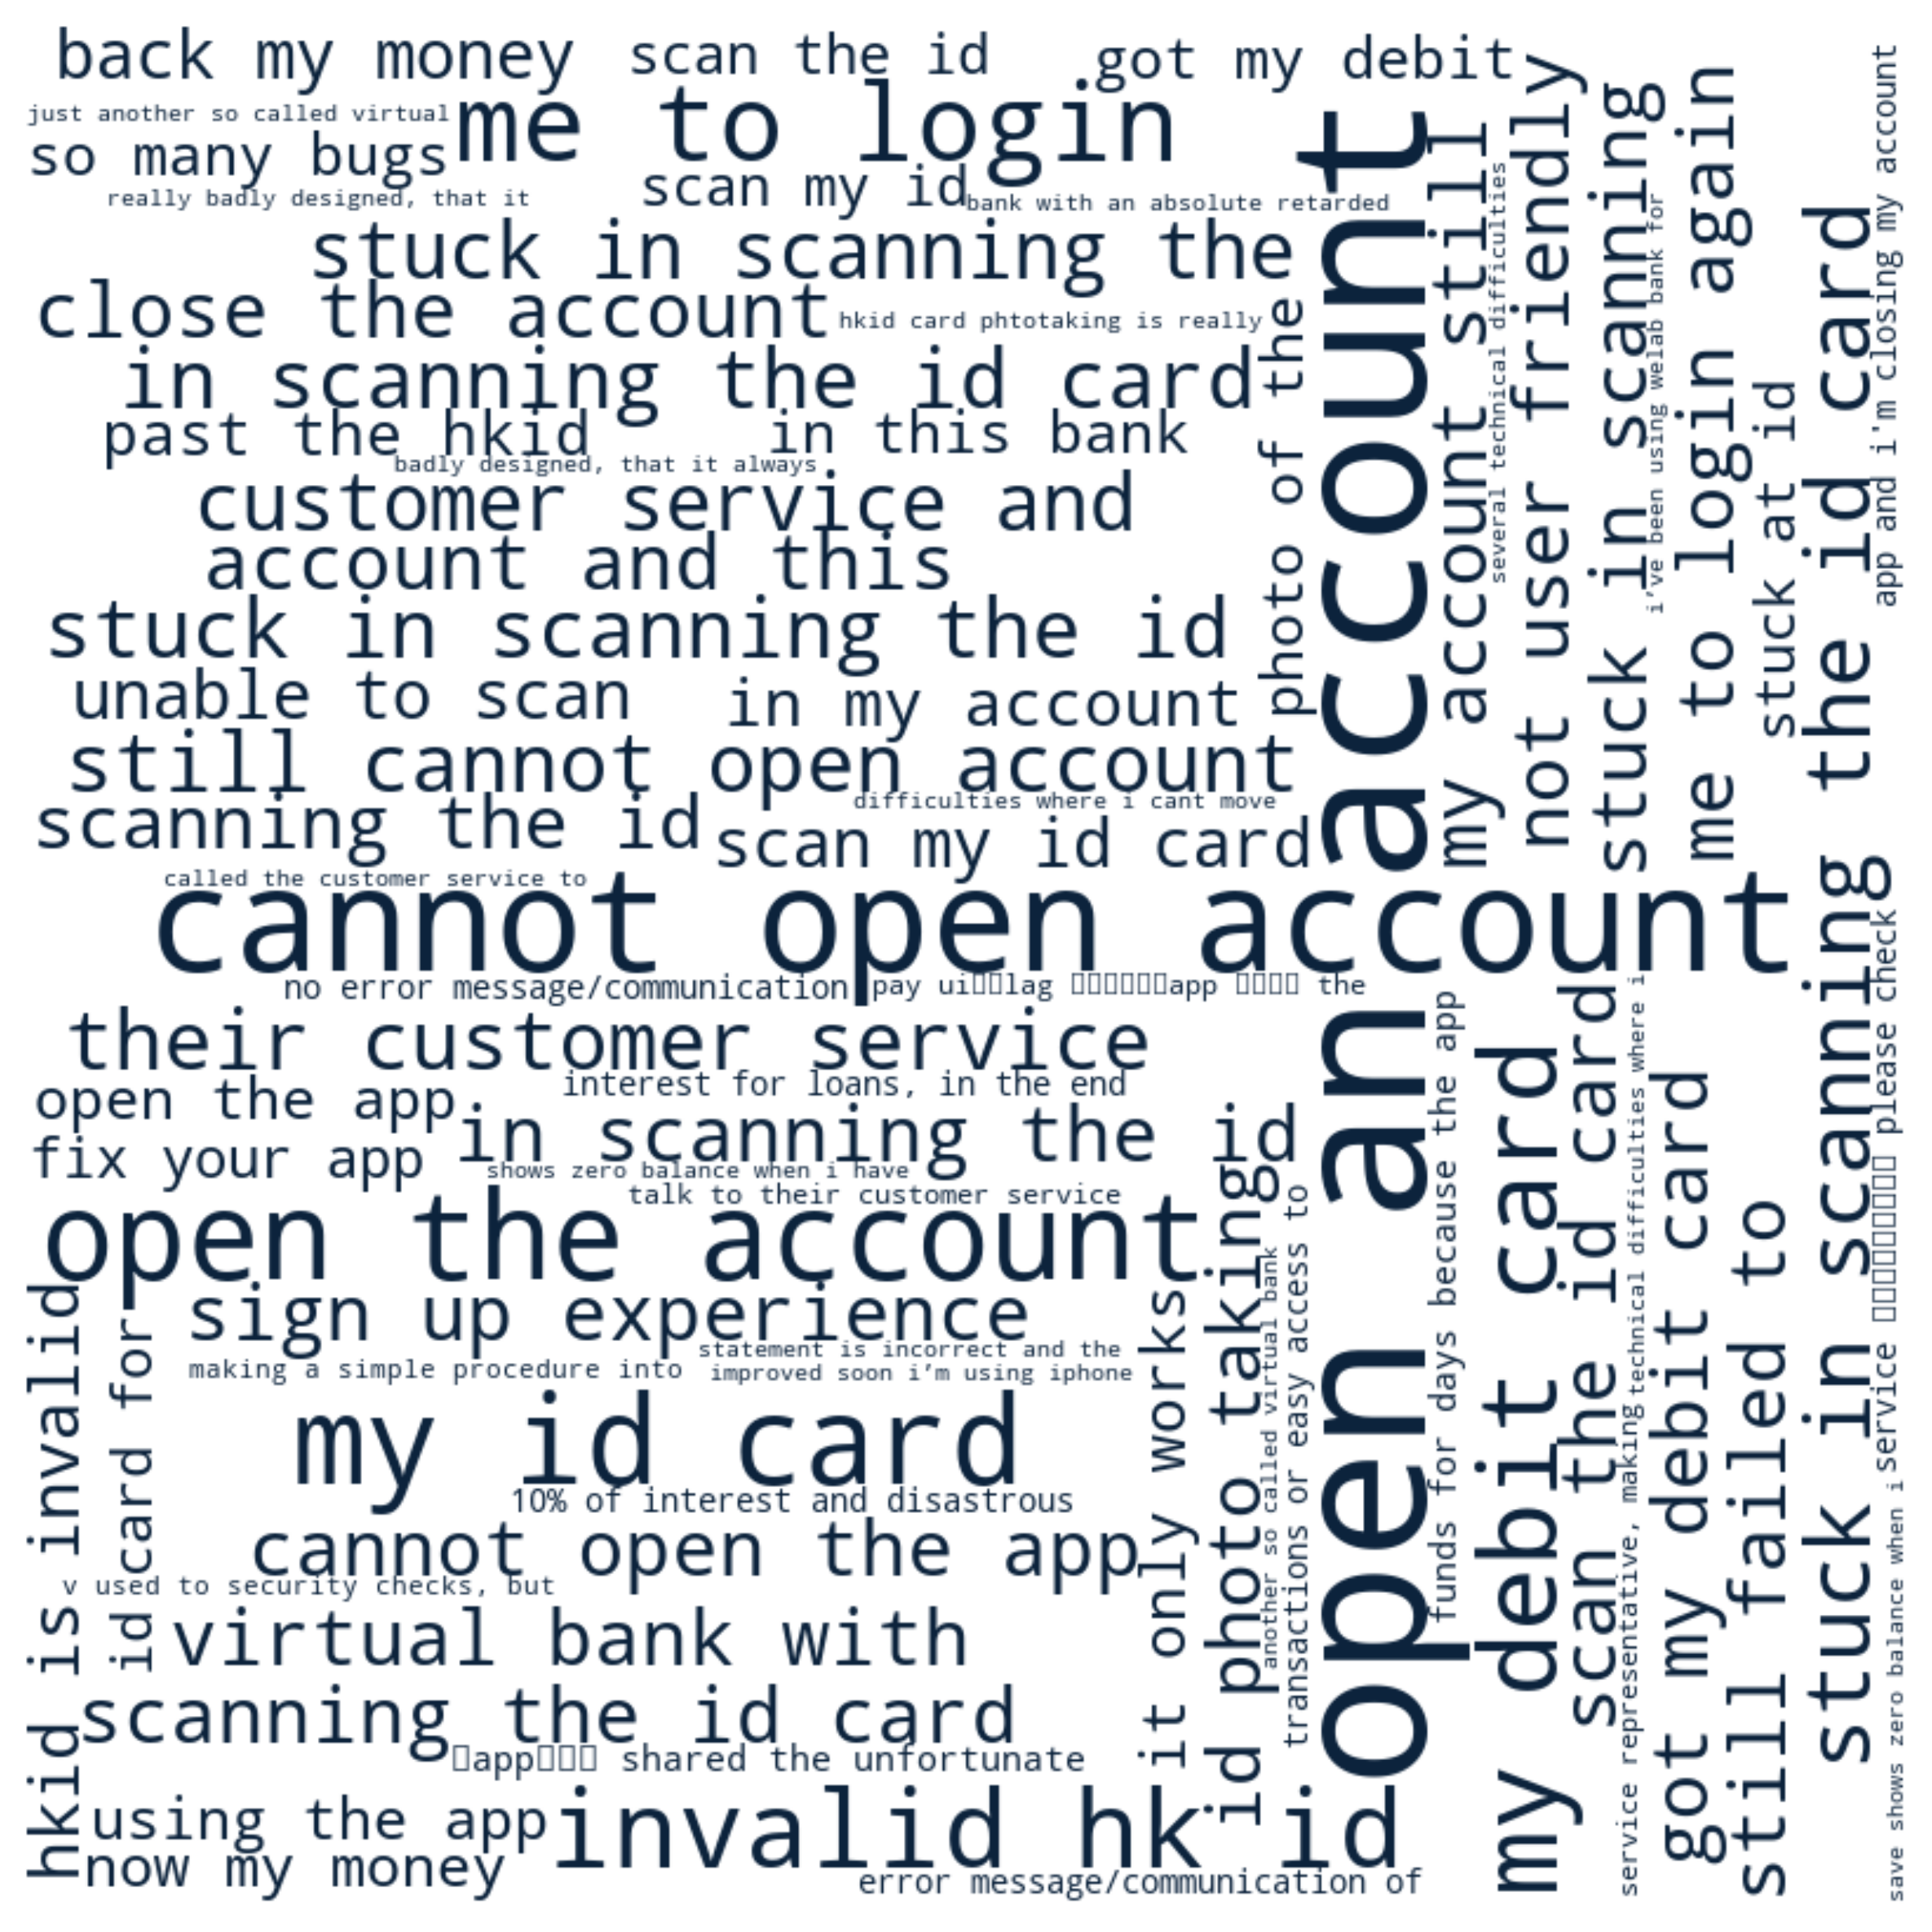 back my money
scan the id
got my debit
just another so called virtual
me to login
so many bugs
scan my id
really badly designed, that it
bank with an absolute retarded
stuck in scanning the
close the account
hkid card phtotaking is really
in scanning the id card
past the hkid
in this bank
badly designed, that it always
customer service and
account and this
stuck in scanning the id
unable to scan
in my account
still cannot open account
difficulties where i cant move
scanning the id
scan my id card
called the customer service to
cannot open account
no error message/communication
pay ui□□lag □□□□□□app □□□□ the
their customer service
interest for loans, in the end
open the app
in scanning the id
fix your app
shows zero balance when i have
talk to their customer service
open the account
sign up experience
statement is incorrect and the
making a simple procedure into
improved soon i’m using iphone
my id card
10% of interest and disastrous
cannot open the app
v used to security checks, but
virtual bank with
scanning the id card
□app□□□ shared the unfortunate
using the app
invalid hk id
now my money
error message/communication of
hkid is invalid
id card for
it only works
id photo taking
another so called virtual bank
photo of the
transactions or easy access to
open an account
my account still
funds for days because the app
several technical difficulties
not user friendly
my debit card
stuck in scanning
scan the id card
i’ve been using welab bank for
technical difficulties where i
service representative, making
me to login again
got my debit card
stuck at id
still failed to
stuck in scanning the id card
app and i'm closing my account
service □□□□□□□□ please check
save shows zero balance when i